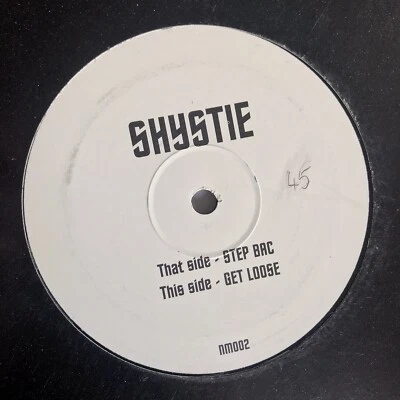 SHYSTIE
45
That side - STEP BAC
This side - GET LOOSE
NM002